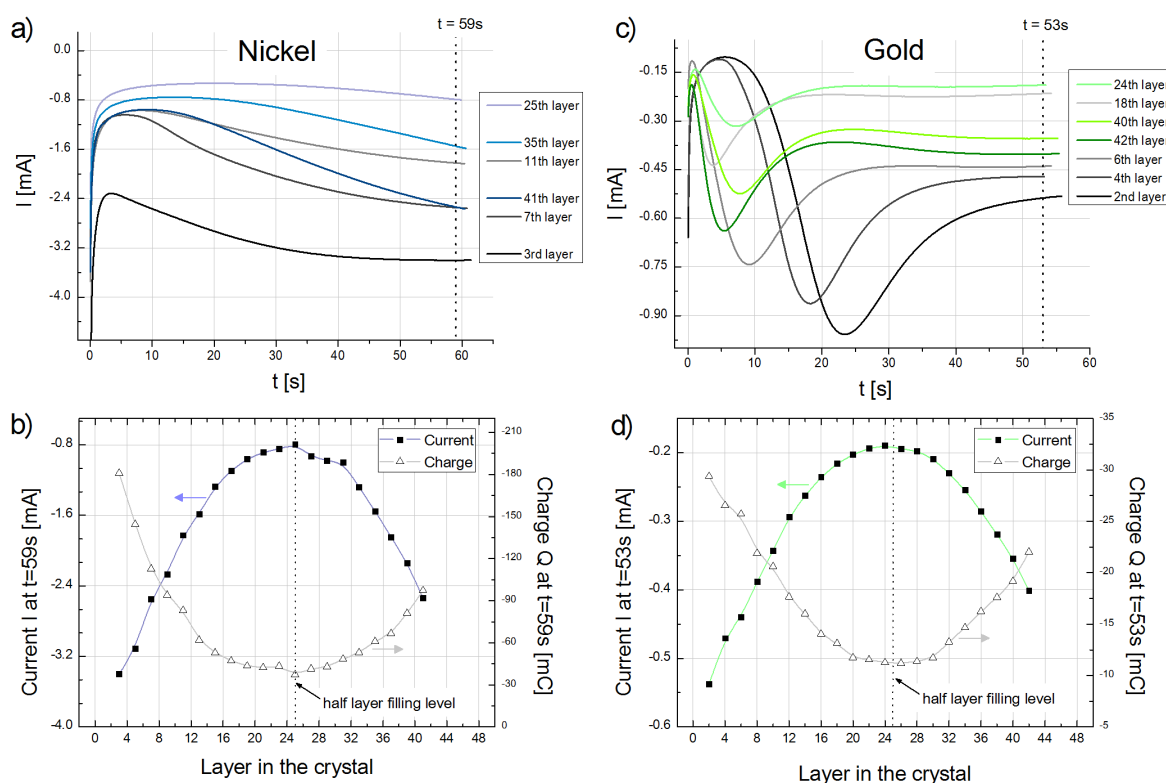 a)
Nickel
t = 59s
0.0
-0.8
-1.6
-2.4
-3.2
-4.0
I [mA]
0 10 20 30 40 50 60
t [s]
25th layer
35th layer
11th layer
41th layer
7th layer
3rd layer
c)
Gold
t = 53s
-0.15
-0.30
-0.45
-0.60
-0.75
-0.90
I [mA]
0 10 20 30 40 50 60
t [s]
24th layer
18th layer
40th layer
42th layer
6th layer
4th layer
2nd layer
b)
Current
Charge
-0.8
-1.6
-2.4
-3.2
-4.0
Current I at t=59s [mA]
-210
-180
-150
-120
-90
-60
-30
0
Charge Q at t=59s [mC]
half layer filling level
0 4 8 12 16 20 24 28 32 36 40 44 48
Layer in the crystal
d)
Current
Charge
-0.2
-0.3
-0.4
-0.5
-0.6
Current I at t=53s [mA]
-35
-30
-25
-20
-15
-10
-5
Charge Q at t=53s [mC]
half layer filling level
0 4 8 12 16 20 24 28 32 36 40 44 48
Layer in the crystal